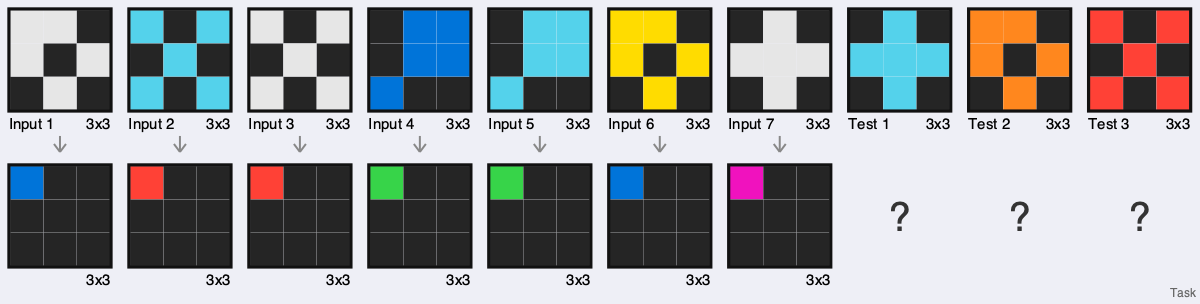 Input 1 3x3 Input 2 3x3 Input 3 3x3 Input 4 3x3 Input 5 3x3 Input 6 3x3 Input 7 3x3 Test 1 3x3 Test 2 3x3 Test 3 3x3
? ? ?
3x3 3x3 3x3 3x3 3x3 3x3 3x3
Task